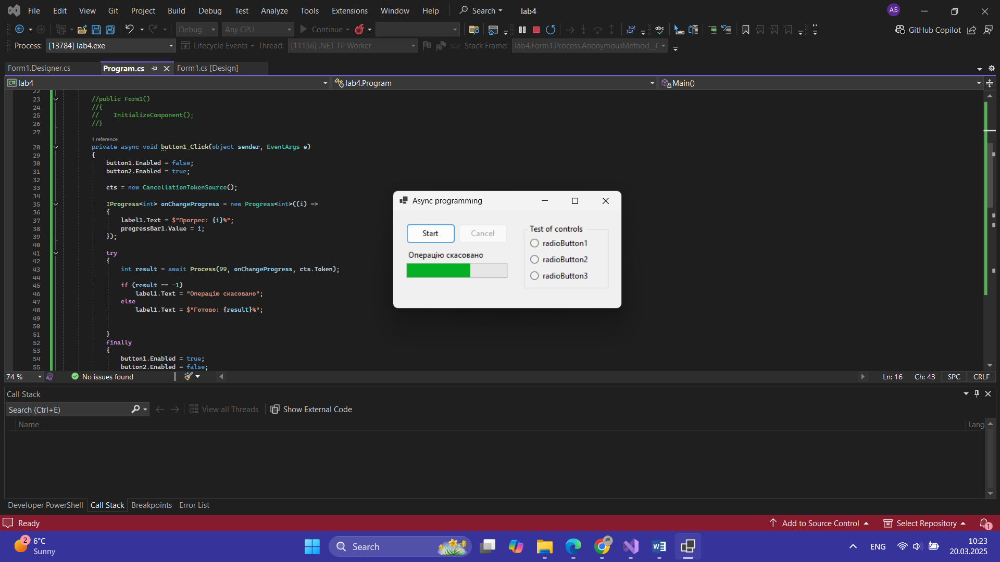 File Edit View Git Project Build Debug Test Analyze Tools Extensions Window Help Search lab4 АБ
Debug Any CPU Continue GitHub Copilot
Process: [13784] lab4.exe Lifecycle Events Thread: [11136] .NET TP Worker Stack Frame: lab4.Form1.Process.AnonymousMethod__(
Form1.Designer.cs Program.cs Form1.cs [Design]
C# lab4 lab4.Program Main()
22
23 //public Form1()
24 //{
25 // InitializeComponent();
26 //}
27
1 reference
28 private async void button1_Click(object sender, EventArgs e)
29 {
30 button1.Enabled = false;
31 button2.Enabled = true;
32
33 cts = new CancellationTokenSource();
34
35 IProgress<int> onChangeProgress = new Progress<int>((i) =>
36 {
37 label1.Text = $"Прогрес: {i}%";
38 progressBar1.Value = i;
39 });
40
41 try
42 {
43 int result = await Process(99, onChangeProgress, cts.Token);
44
45 if (result == -1)
46 label1.Text = "Операцію скасовано";
47 else
48 label1.Text = $"Готово: {result}%";
49
50
51 }
52 finally
53 {
54 button1.Enabled = true;
55 button2.Enabled = false;
Async programming
Start Cancel
Операцію скасовано
Test of controls
radioButton1
radioButton2
radioButton3
74 % No issues found Ln: 16 Ch: 43 SPC CRLF
Call Stack
Search (Ctrl+E) View all Threads Show External Code
Name Lang
Developer PowerShell Call Stack Breakpoints Error List
Ready Add to Source Control Select Repository 1
2 6°C
Sunny
Search
ENG
10:23
20.03.2025